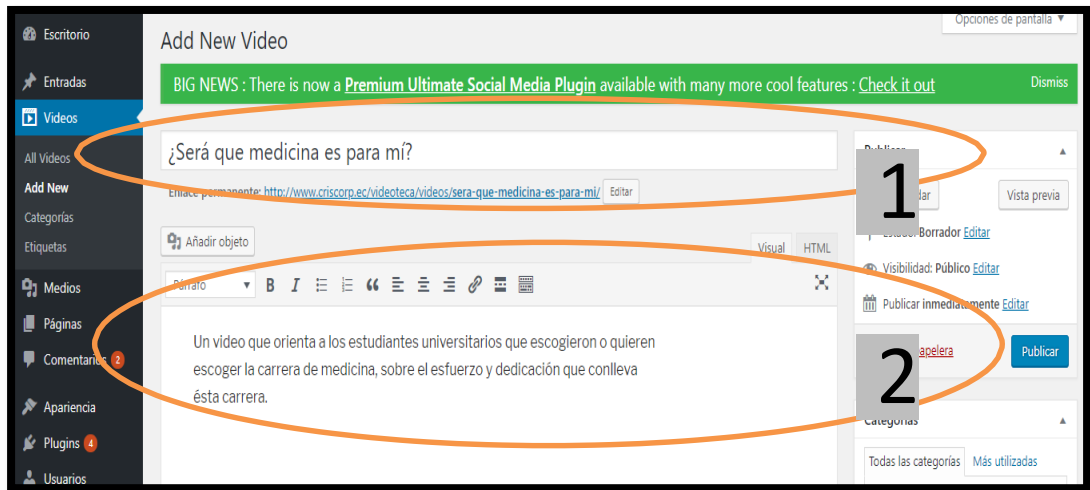 Escritorio
Entradas
Videos
All Videos
Add New
Categorías
Etiquetas
Medios
Páginas
Comentarios 2
Apariencia
Plugins 4
Usuarios
Opciones de pantalla
Add New Video
BIG NEWS : There is now a Premium Ultimate Social Media Plugin available with many more cool features : Check it out Dismiss
¿Será que medicina es para mí?
Enlace permanente: http://www.criscorp.ec/videoteca/videos/sera-que-medicina-es-para-mi/ Editar
Añadir objeto
Visual HTML
Párrafo
Un video que orienta a los estudiantes universitarios que escogieron o quieren
escoger la carrera de medicina, sobre el esfuerzo y dedicación que conlleva
ésta carrera.
Publicar
1
Vista previa
Borrador Editar
Visibilidad: Público Editar
Publicar inmediatamente Editar
2
Publicar
Categorías
Todas las categorías Más utilizadas